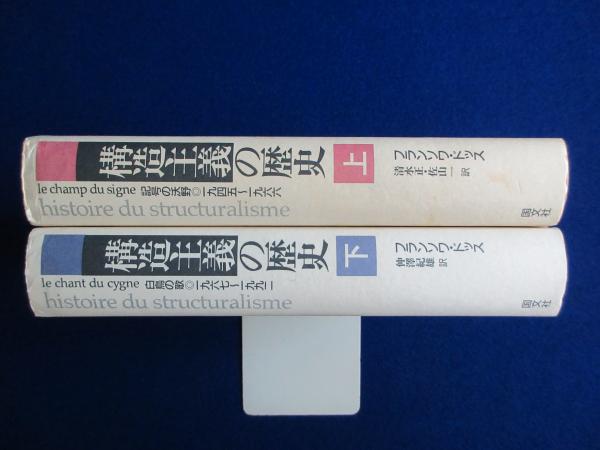 構造主義の歴史 上
le champ du signe 記号の沃野◎一九四五―一九六六
histoire du structuralisme
フランソワ・ドッス
清水正・佐山一 訳
国文社
構造主義の歴史 下
le chant du cygne 白鳥の歌◎一九六七―一九九一
histoire du structuralisme
フランソワ・ドッス
仲澤紀雄 訳
国文社